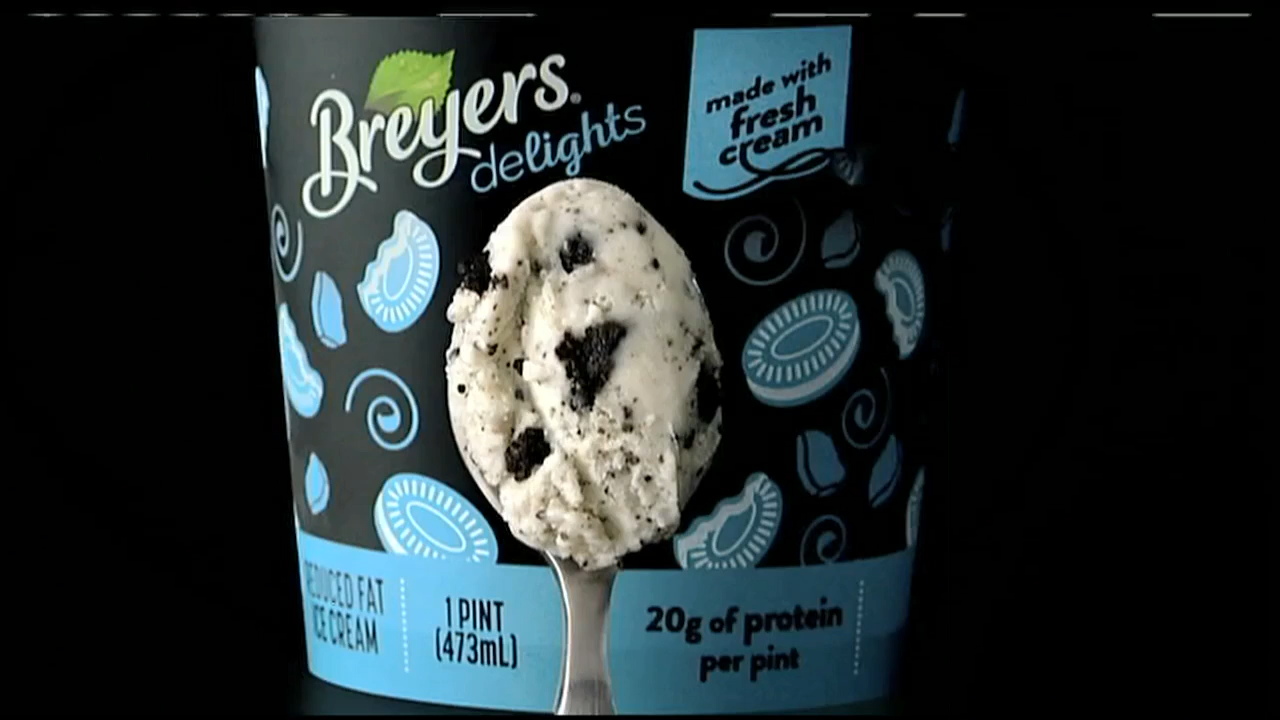 Breyers®
delights
made with
fresh
cream
REDUCED FAT
ICE CREAM
1 PINT
(473mL)
20g of protein
per pint